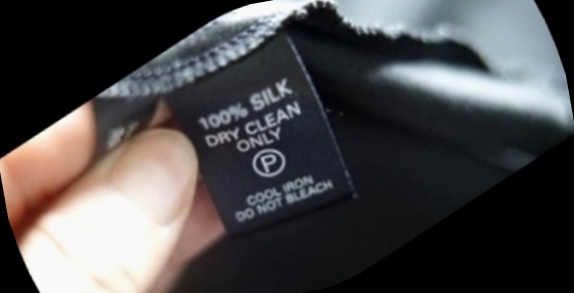 100% SILK
DRY CLEAN
ONLY
P
COOL IRON
DO NOT BLEACH